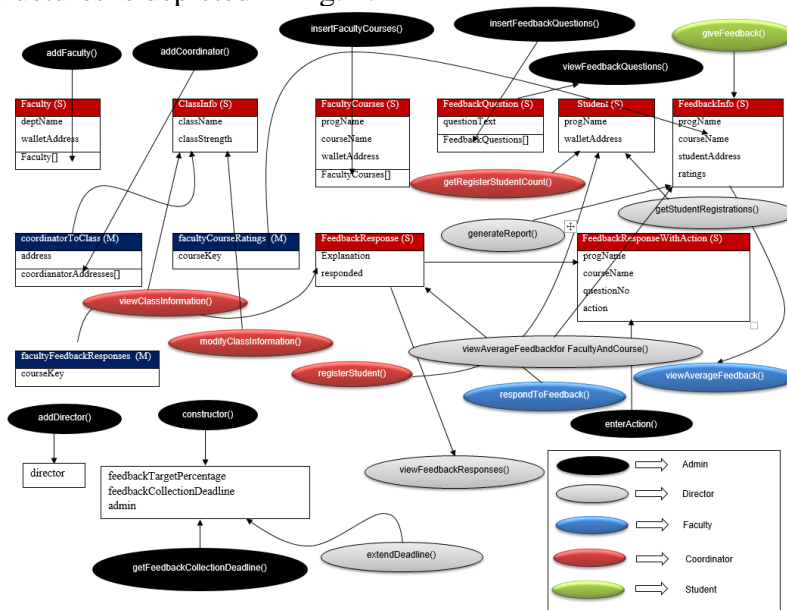 is depicted in
insertFacultyCourses()
insertFeedbackQuestions()
addFaculty()
addCoordinator()
giveFeedback()
viewFeedbackQuestions()
Faculty (S)
deptName
walletAddress
Faculty[]
ClassInfo (S)
className
classStrength
FacultyCourses (S)
progName
courseName
walletAddress
FacultyCourses[]
FeedbackQuestion (S)
questionText
FeedbackQuestions[]
Student (S)
progName
walletAddress
FeedbackInfo (S)
progName
courseName
studentAddress
ratings
getRegisterStudentCount()
getStudentRegistrations()
generateReport()
coordinatorToClass (M)
address
coordianatorAddresses[]
facultyCourseRatings (M)
courseKey
FeedbackResponse (S)
Explanation
responded
FeedbackResponseWithAction (S)
progName
courseName
questionNo
action
viewClassInformation()
modifyClassInformation()
viewAverageFeedbackfor FacultyAndCourse()
facultyFeedbackResponses (M)
courseKey
registerStudent()
respondToFeedback()
viewAverageFeedback()
addDirector()
constructor()
enterAction()
director
feedbackTargetPercentage
feedbackCollectionDeadline
admin
viewFeedbackResponses()
getFeedbackCollectionDeadline()
extendDeadline()
Admin
Director
Faculty
Coordinator
Student